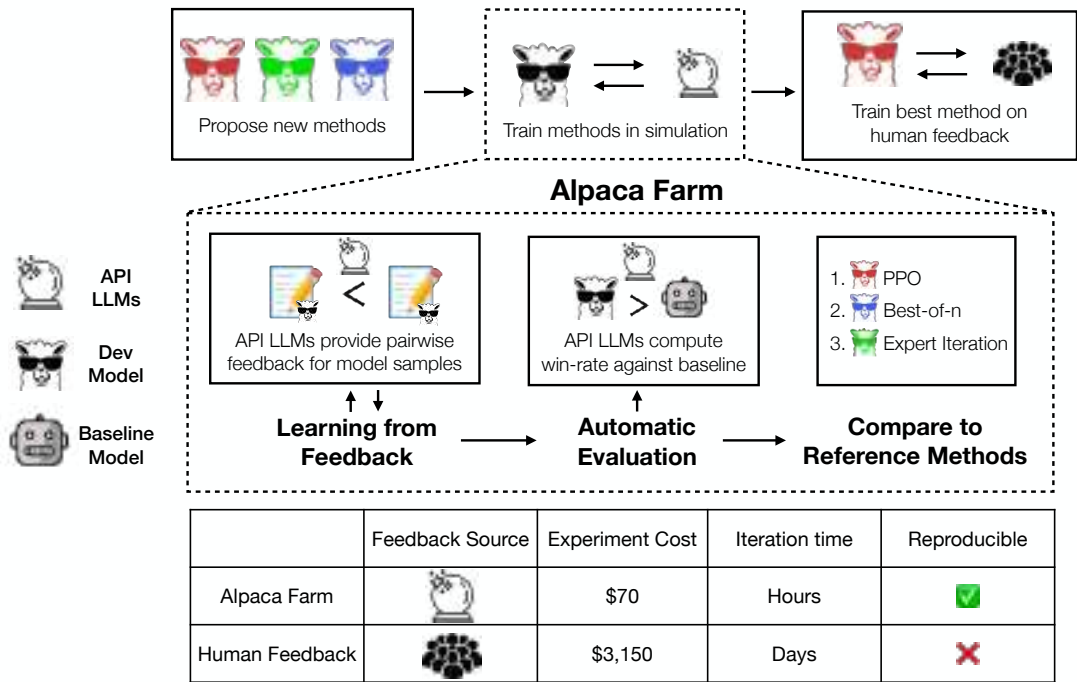 Propose new methods
Train methods in simulation
Train best method on
human feedback
Alpaca Farm
API
LLMs
Dev
Model
Baseline
Model
<
API LLMs provide pairwise
feedback for model samples
>
API LLMs compute
win-rate against baseline
1. PPO
2. Best-of-n
3. Expert Iteration
Learning from
Feedback
Automatic
Evaluation
Compare to
Reference Methods
Feedback Source Experiment Cost Iteration time Reproducible
Alpaca Farm $70 Hours
Human Feedback $3,150 Days